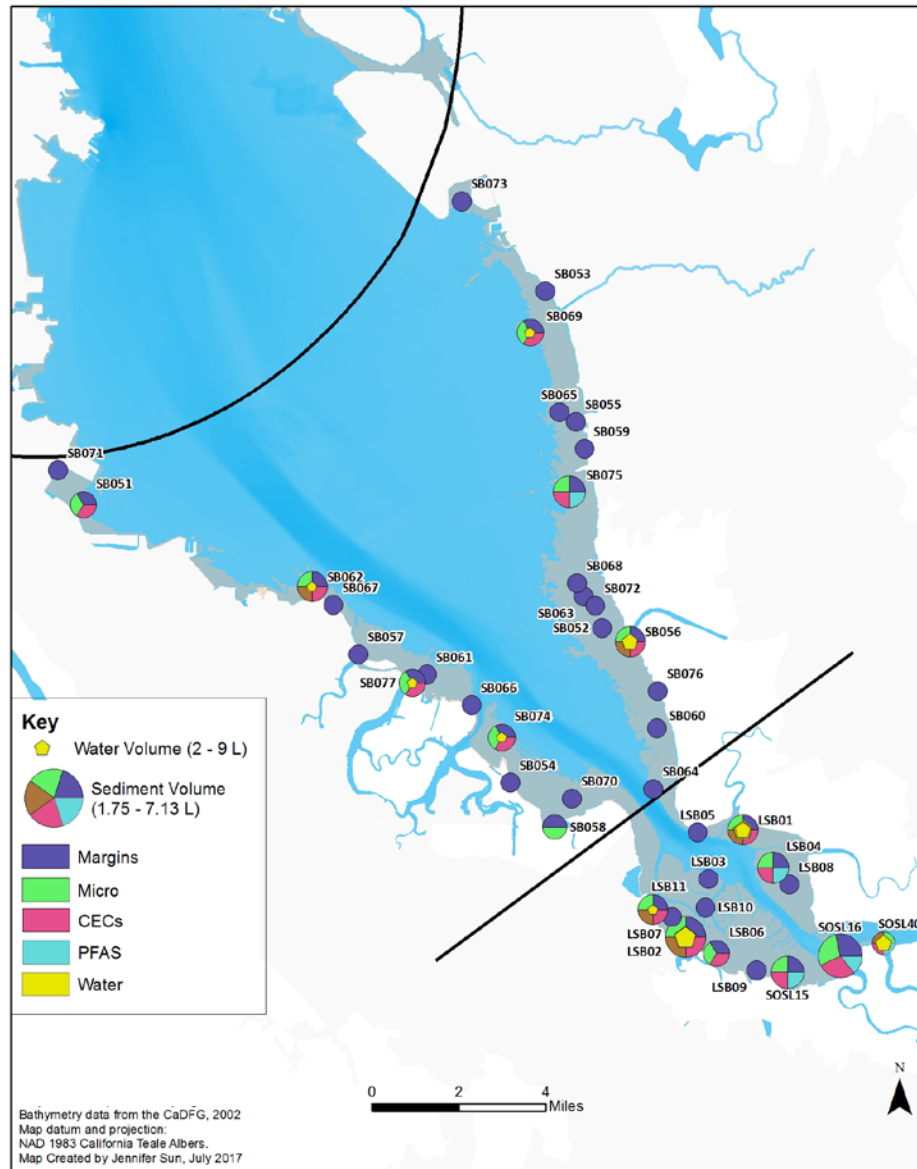 SB073
SB053
SB069
SB065
SB055
SB059
SB071
SB075
SB051
SB068
SB062
SB072
SB067
SB063
SB052
SB056
SB057
SB061
SB077
SB076
SB066
SB060
SB074
SB064
SB054
SB070
LSB05
LSB01
SB058
LSB04
LSB03
LSB08
LSB11
LSB10
SOSL16
SOSL40
LSB07
LSB06
LSB02
LSB09
SOSL15
Key
Water Volume (2 - 9 L)
Sediment Volume
(1.75 - 7.13 L)
Margins
Micro
CECs
PFAS
Water
0 2 4
Miles
N
Bathymetry data from the CaDFG, 2002
Map datum and projection:
NAD 1983 California Teale Albers.
Map Created by Jennifer Sun, July 2017